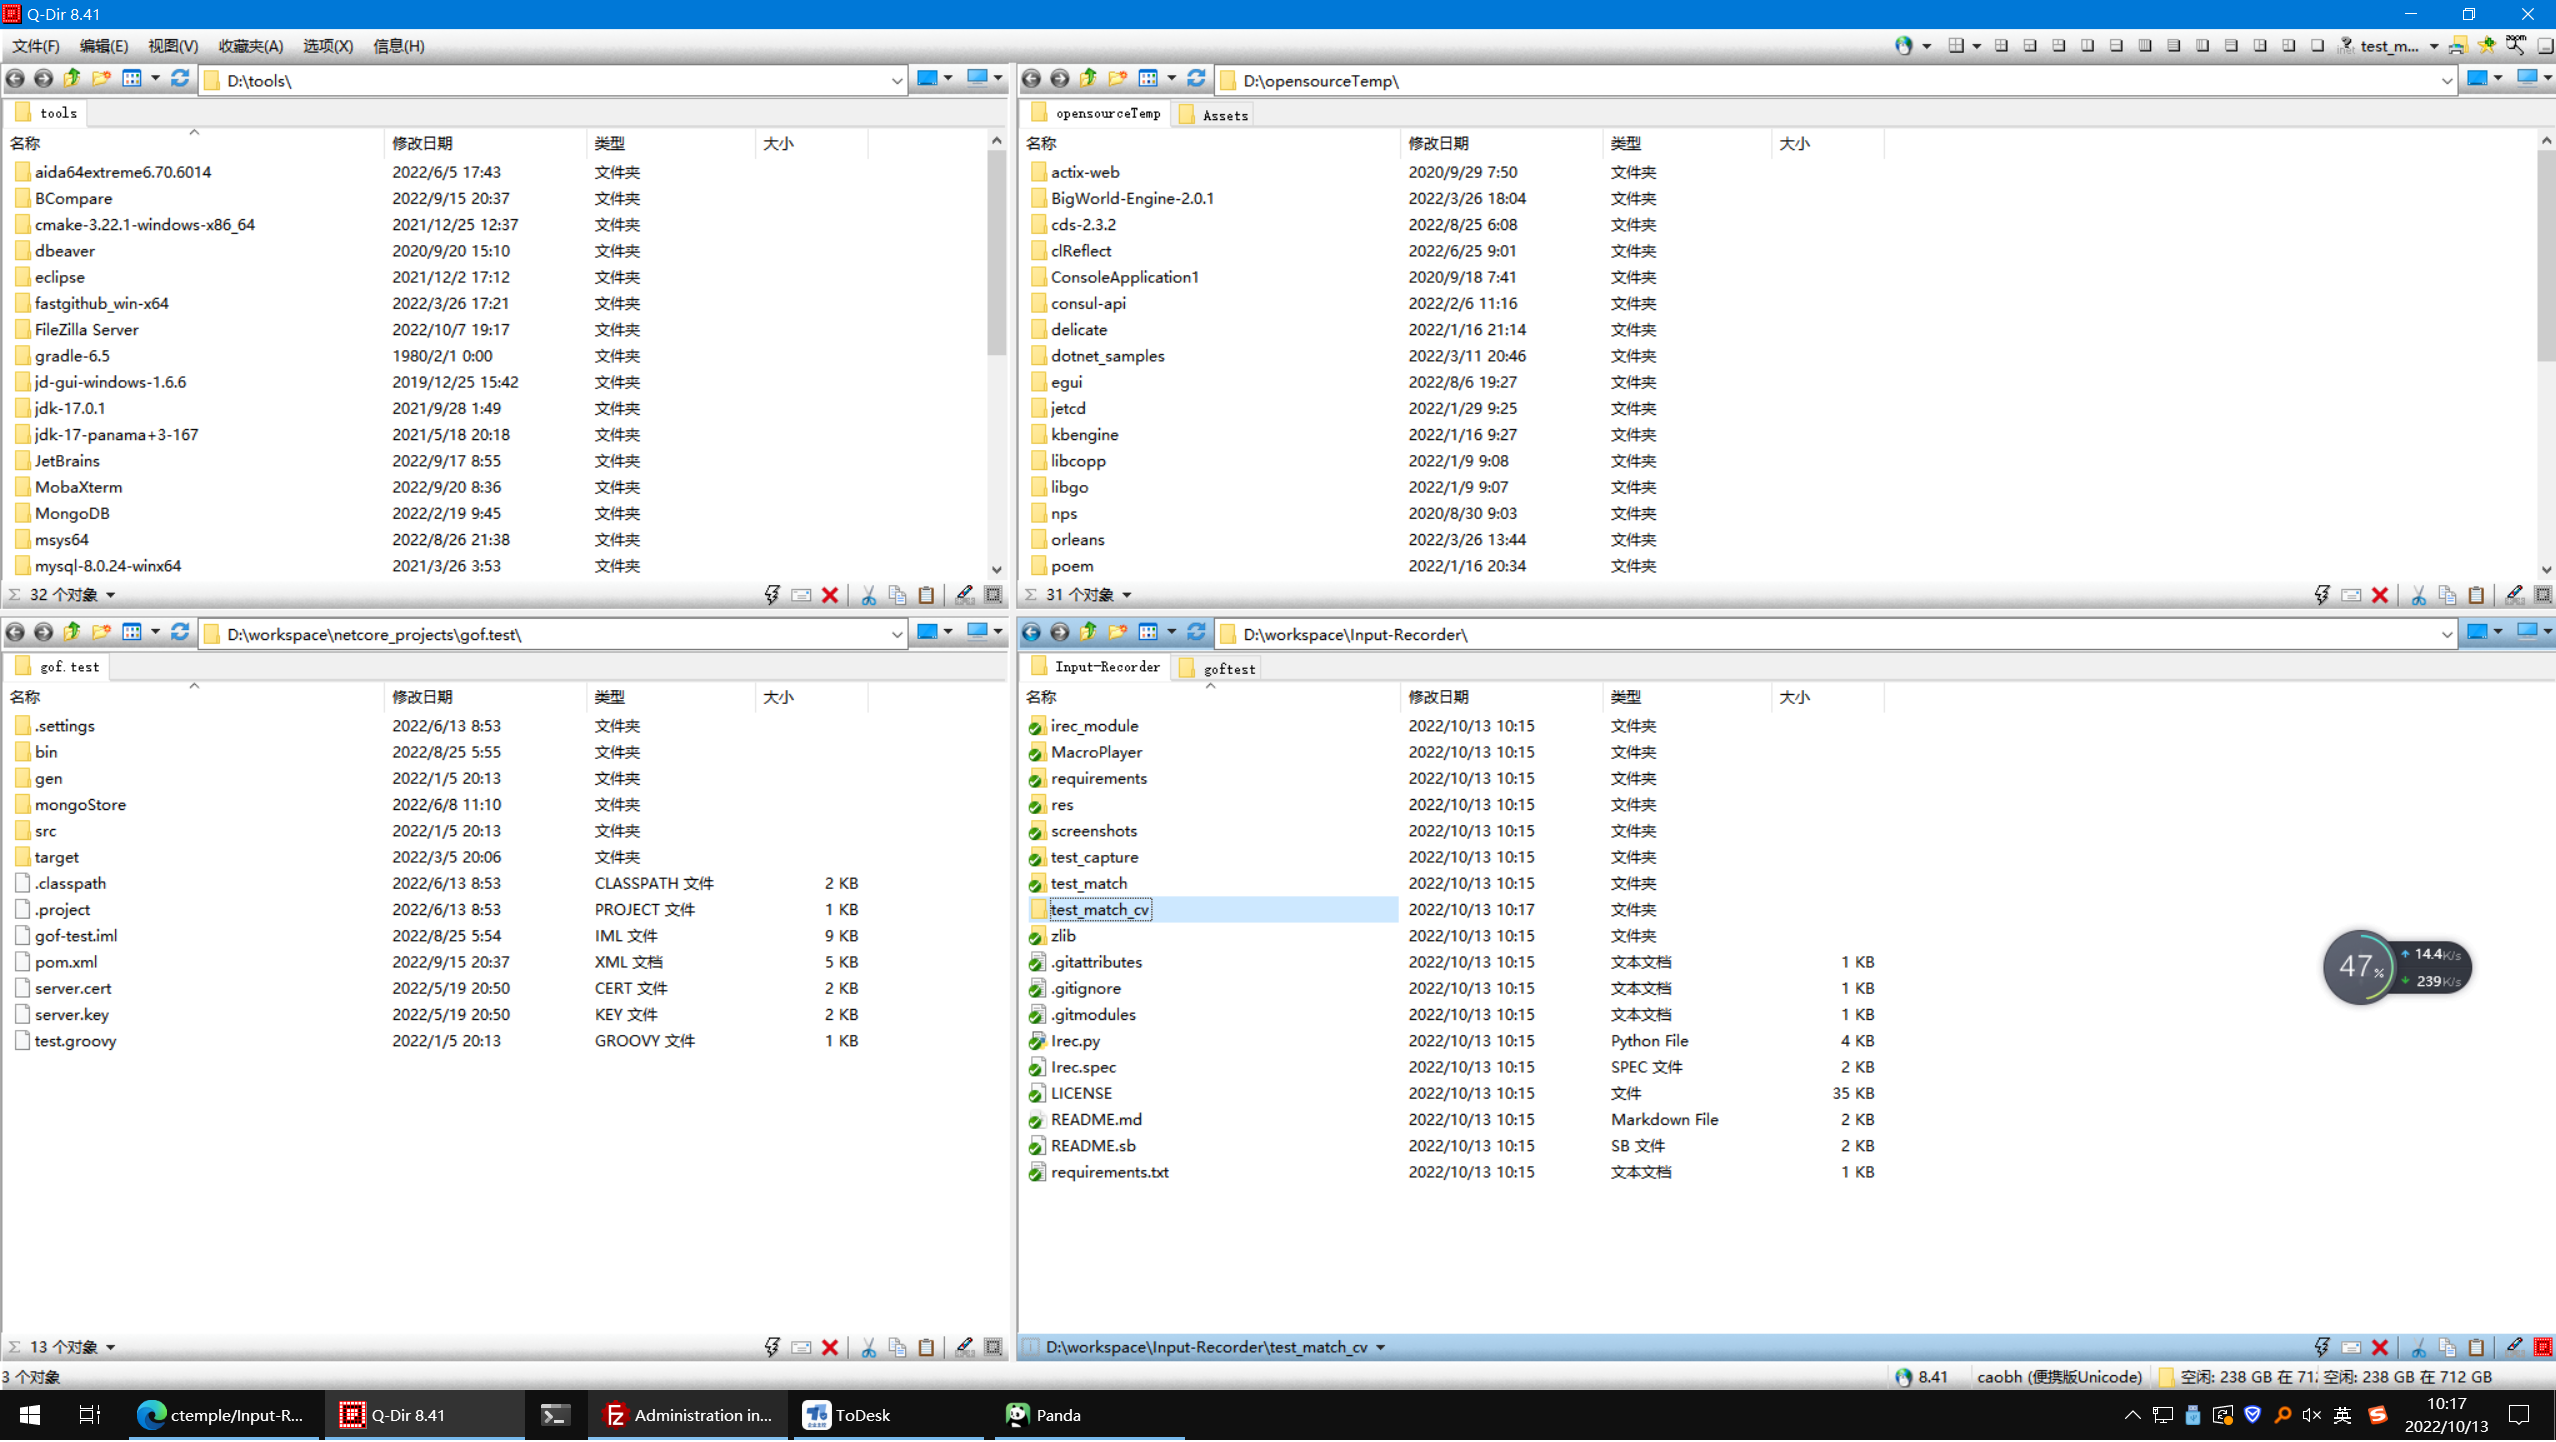 Q-Dir 8.41
文件(F) 编辑(E) 视图(V) 收藏夹(A) 选项(X) 信息(H) test_m...
D:\tools\
tools
名称 修改日期 类型 大小
aida64extreme6.70.6014 2022/6/5 17:43 文件夹
BCompare 2022/9/15 20:37 文件夹
cmake-3.22.1-windows-x86_64 2021/12/25 12:37 文件夹
dbeaver 2020/9/20 15:10 文件夹
eclipse 2021/12/2 17:12 文件夹
fastgithub_win-x64 2022/3/26 17:21 文件夹
FileZilla Server 2022/10/7 19:17 文件夹
gradle-6.5 1980/2/1 0:00 文件夹
jd-gui-windows-1.6.6 2019/12/25 15:42 文件夹
jdk-17.0.1 2021/9/28 1:49 文件夹
jdk-17-panama+3-167 2021/5/18 20:18 文件夹
JetBrains 2022/9/17 8:55 文件夹
MobaXterm 2022/9/20 8:36 文件夹
MongoDB 2022/2/19 9:45 文件夹
msys64 2022/8/26 21:38 文件夹
mysql-8.0.24-winx64 2021/3/26 3:53 文件夹
32 个对象
D:\opensourceTemp\
opensourceTemp Assets
名称 修改日期 类型 大小
actix-web 2020/9/29 7:50 文件夹
BigWorld-Engine-2.0.1 2022/3/26 18:04 文件夹
cds-2.3.2 2022/8/25 6:08 文件夹
clReflect 2022/6/25 9:01 文件夹
ConsoleApplication1 2020/9/18 7:41 文件夹
consul-api 2022/2/6 11:16 文件夹
delicate 2022/1/16 21:14 文件夹
dotnet_samples 2022/3/11 20:46 文件夹
egui 2022/8/6 19:27 文件夹
jetcd 2022/1/29 9:25 文件夹
kbengine 2022/1/16 9:27 文件夹
libcopp 2022/1/9 9:08 文件夹
libgo 2022/1/9 9:07 文件夹
nps 2020/8/30 9:03 文件夹
orleans 2022/3/26 13:44 文件夹
poem 2022/1/16 20:34 文件夹
31 个对象
D:\workspace\netcore_projects\gof.test\
gof.test
名称 修改日期 类型 大小
.settings 2022/6/13 8:53 文件夹
bin 2022/8/25 5:55 文件夹
gen 2022/1/5 20:13 文件夹
mongoStore 2022/6/8 11:10 文件夹
src 2022/1/5 20:13 文件夹
target 2022/3/5 20:06 文件夹
.classpath 2022/6/13 8:53 CLASSPATH 文件 2 KB
.project 2022/6/13 8:53 PROJECT 文件 1 KB
gof-test.iml 2022/8/25 5:54 IML 文件 9 KB
pom.xml 2022/9/15 20:37 XML 文档 5 KB
server.cert 2022/5/19 20:50 CERT 文件 2 KB
server.key 2022/5/19 20:50 KEY 文件 2 KB
test.groovy 2022/1/5 20:13 GROOVY 文件 1 KB
13 个对象
D:\workspace\Input-Recorder\
Input-Recorder goftest
名称 修改日期 类型 大小
irec_module 2022/10/13 10:15 文件夹
MacroPlayer 2022/10/13 10:15 文件夹
requirements 2022/10/13 10:15 文件夹
res 2022/10/13 10:15 文件夹
screenshots 2022/10/13 10:15 文件夹
test_capture 2022/10/13 10:15 文件夹
test_match 2022/10/13 10:15 文件夹
test_match_cv 2022/10/13 10:17 文件夹
zlib 2022/10/13 10:15 文件夹
.gitattributes 2022/10/13 10:15 文本文档 1 KB
.gitignore 2022/10/13 10:15 文本文档 1 KB
.gitmodules 2022/10/13 10:15 文本文档 1 KB
Irec.py 2022/10/13 10:15 Python File 4 KB
Irec.spec 2022/10/13 10:15 SPEC 文件 2 KB
LICENSE 2022/10/13 10:15 文件 35 KB
README.md 2022/10/13 10:15 Markdown File 2 KB
README.sb 2022/10/13 10:15 SB 文件 2 KB
requirements.txt 2022/10/13 10:15 文本文档 1 KB
D:\workspace\Input-Recorder\test_match_cv
47% 14.4K/s
239K/s
3 个对象 8.41 caobh (便携版Unicode) 空闲: 238 GB 在 71 空闲: 238 GB 在 712 GB
ctemple/Input-R... Q-Dir 8.41 Administration in... ToDesk Panda 英 10:17
2022/10/13